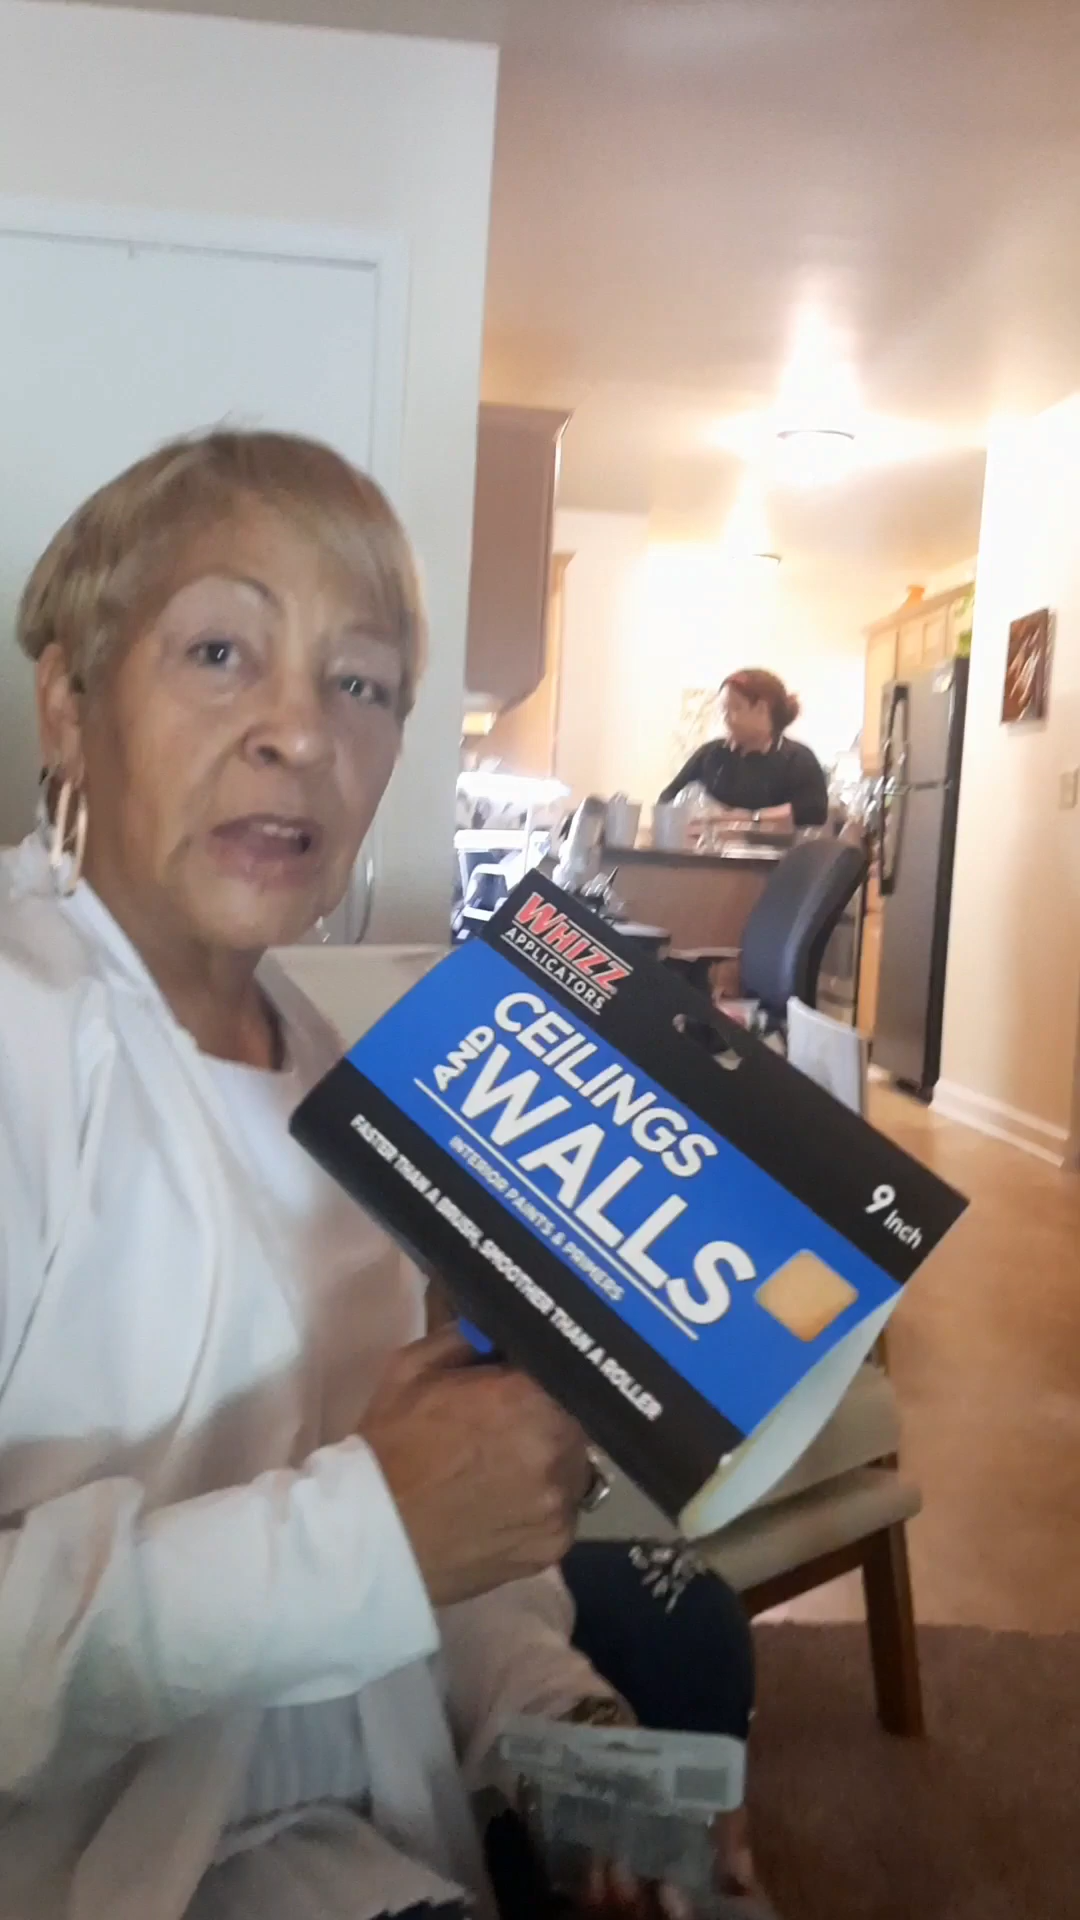 WHIZZ
APPLICATORS
CEILINGS
AND WALLS
INTERIOR PAINTS & PRIMERS
FASTER THAN A BRUSH, SMOOTHER THAN A ROLLER
9 Inch